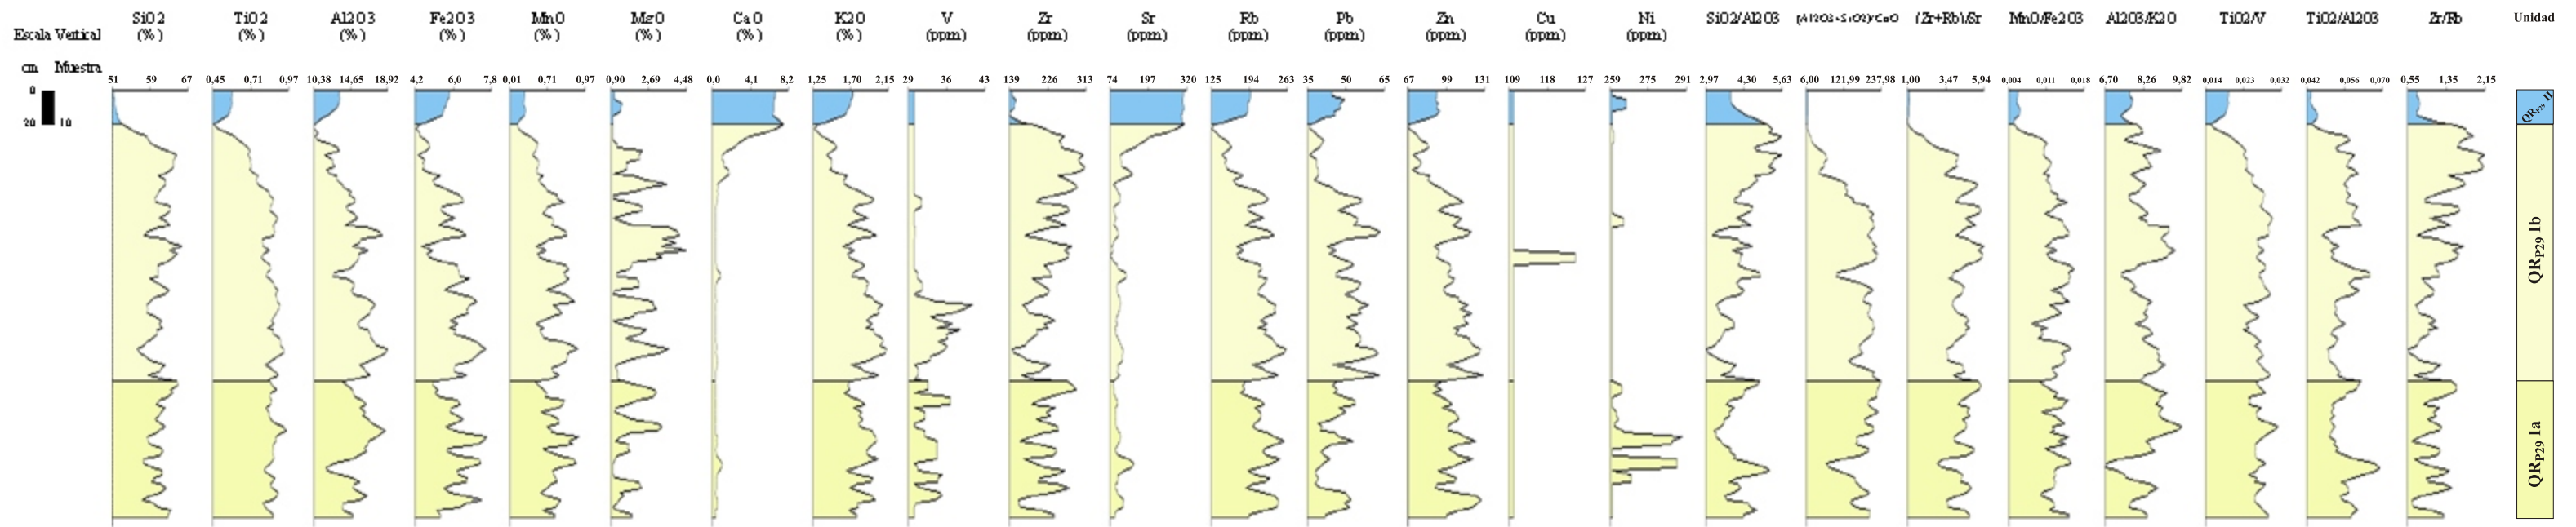 SiO2 TiO2 Al2O3 Fe2O3 MnO MgO CaO K2O V Zr Sr Rb Pb Zn Cu Ni SiO2/Al2O3 (Al2O3+SiO2)/CaO (Zr+Rb)/Sr MnO/Fe2O3 Al2O3/K2O TiO2/V TiO2/Al2O3 Zr/Rb Unidad
Escala Vertical (%) (%) (%) (%) (%) (%) (%) (%) (ppm) (ppm) (ppm) (ppm) (ppm) (ppm) (ppm) (ppm)
cm Muestra
51 59 67 0,45 0,71 0,97 10,38 14,65 18,92 4,2 6,0 7,8 0,01 0,71 0,97 0,90 2,69 4,48 0,0 4,1 8,2 1,25 1,70 2,15 29 36 43 139 226 313 74 197 320 125 194 263 35 50 65 67 99 131 109 118 127 259 275 291 2,97 4,30 5,63 6,00 121,99 237,98 1,00 3,47 5,94 0,004 0,011 0,018 6,70 8,26 9,82 0,014 0,023 0,032 0,042 0,056 0,070 0,55 1,35 2,15
0
20 10
QRP29 II
QRP29 Ib
QRP29 Ia